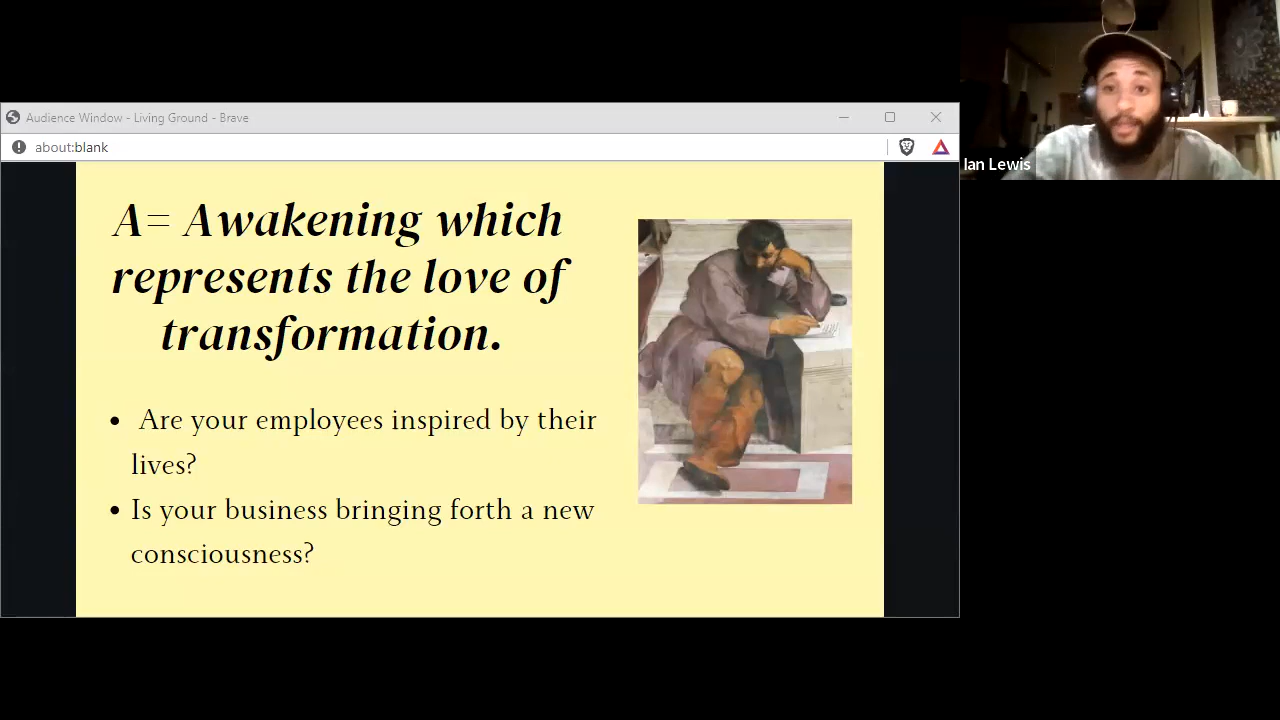 Audience Window - Living Ground - Brave
about:blank
A= Awakening which
represents the love of
transformation.
• Are your employees inspired by their
lives?
• Is your business bringing forth a new
consciousness?
Ian Lewis